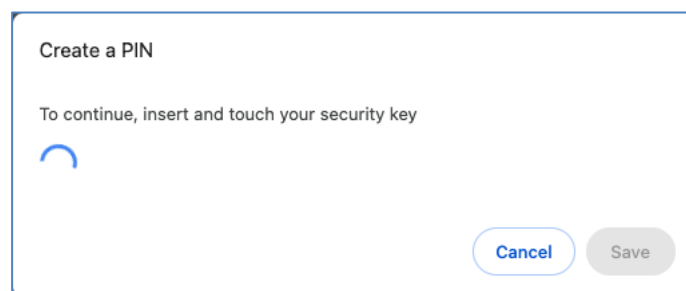 Create a PIN
To continue, insert and touch your security key
Cancel Save